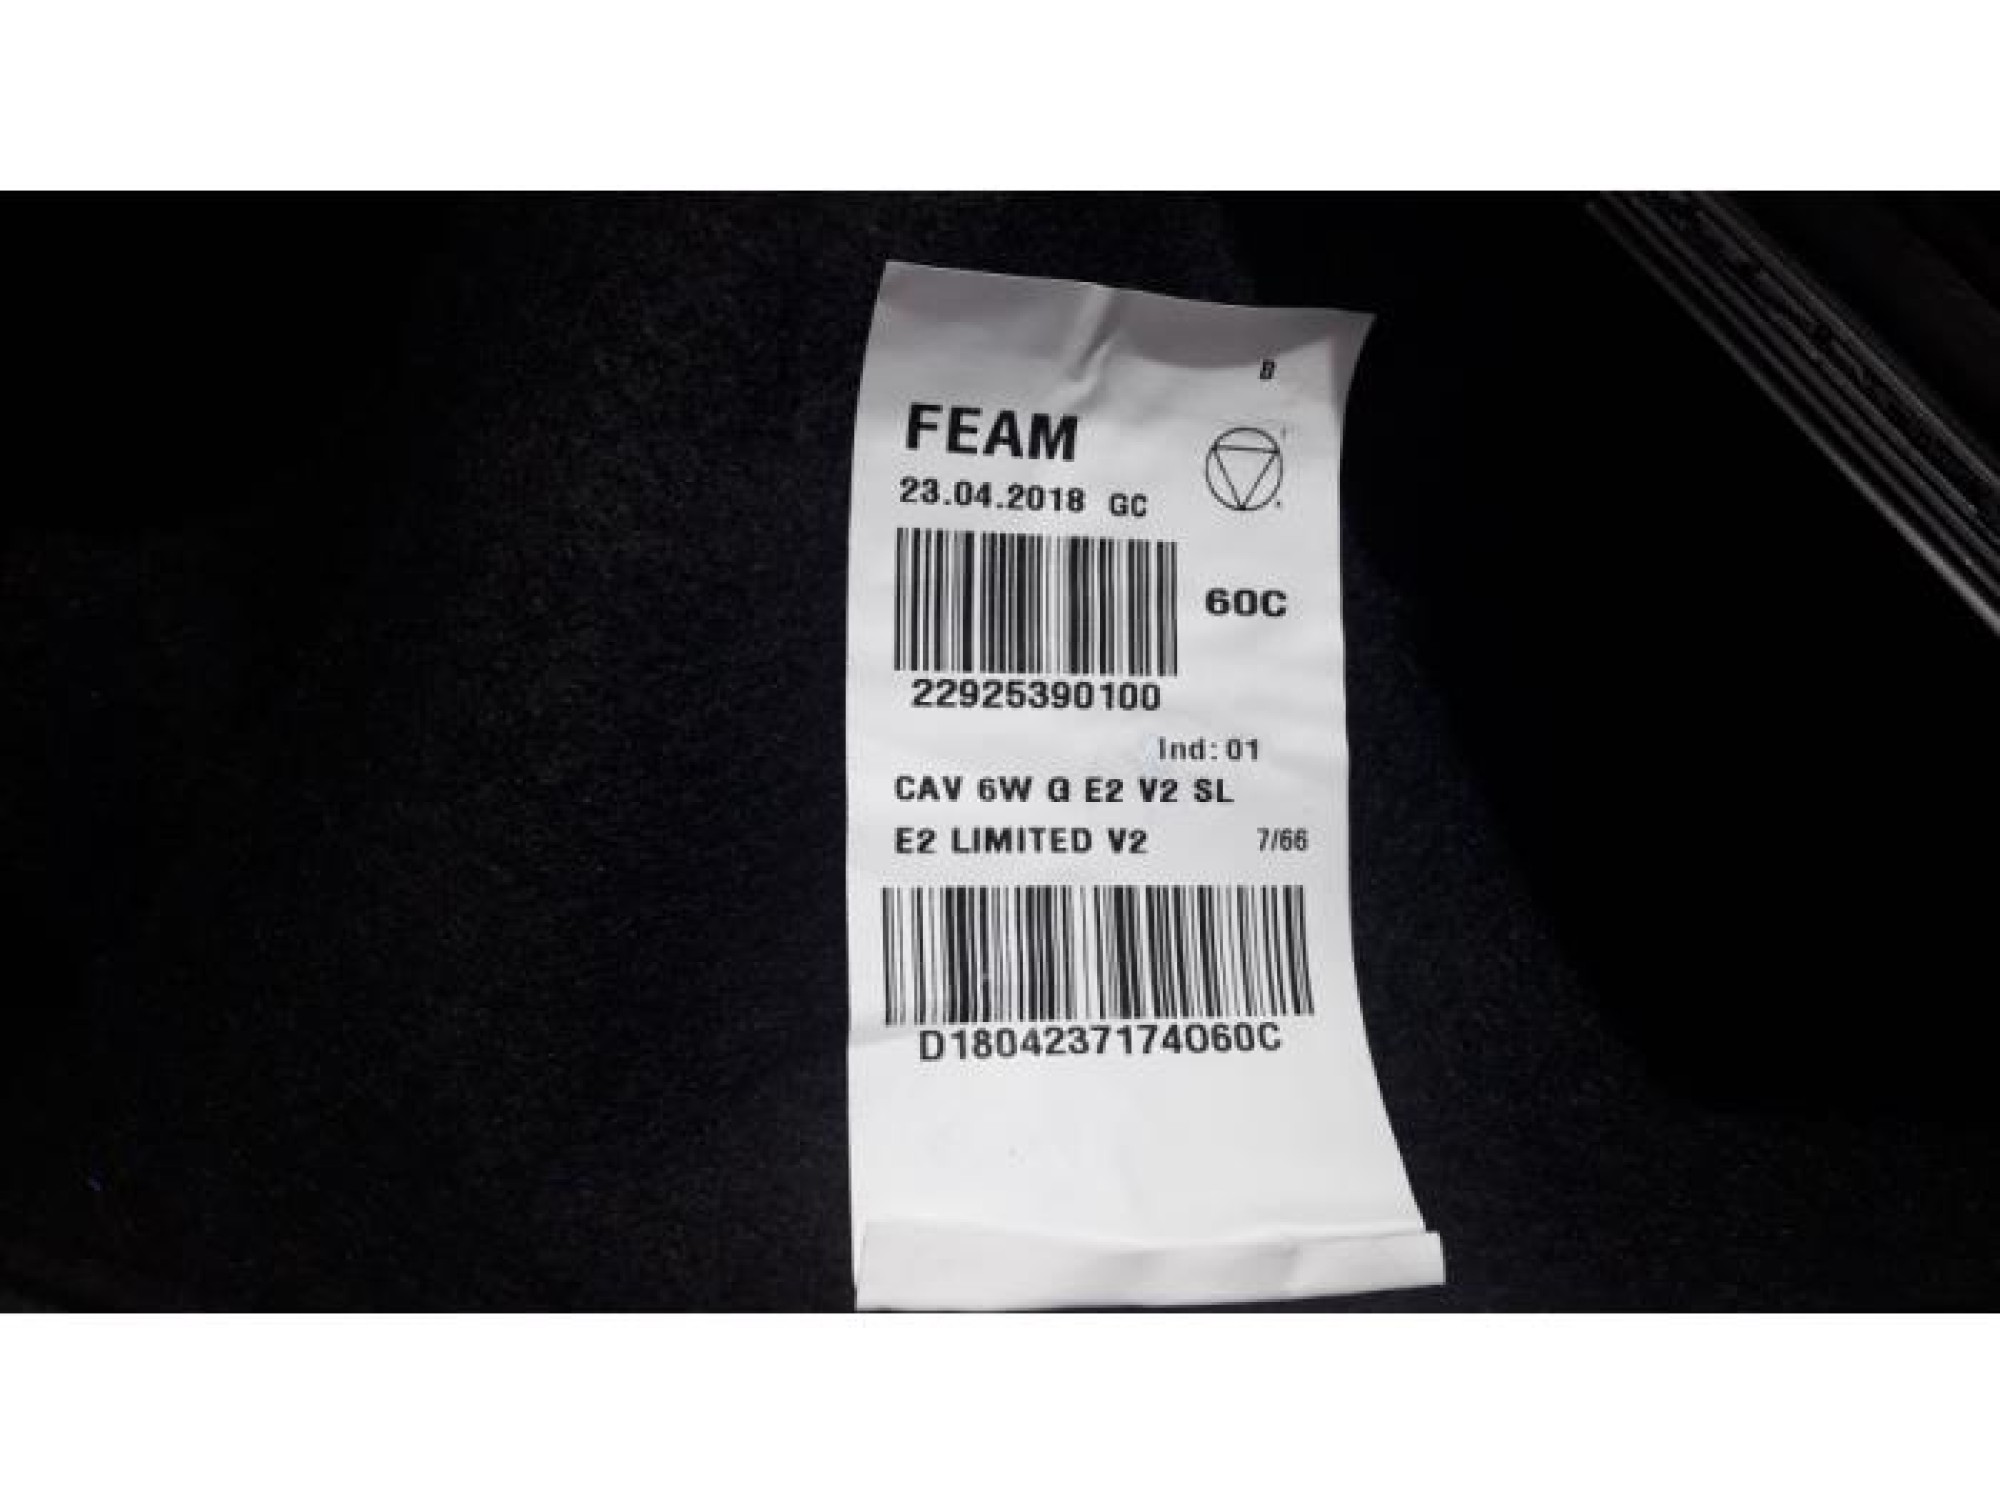 B
FEAM
23.04.2018 GC
60C
22925390100
Ind: 01
CAV 6W G E2 V2 SL
E2 LIMITED V2 7/66
D1804237174060C